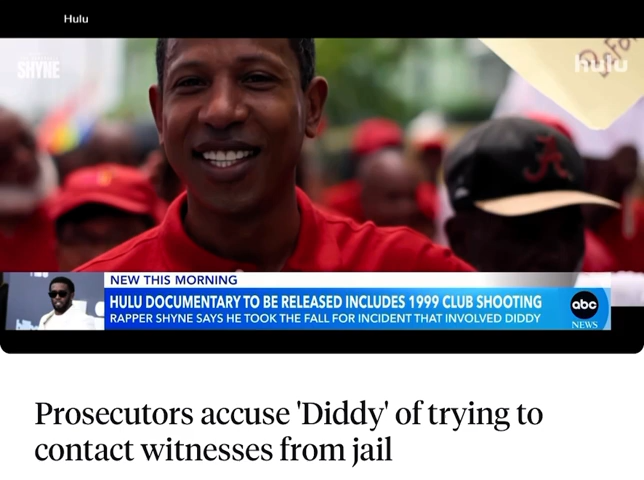 Hulu
SHYNE
hulu
NEW THIS MORNING
HULU DOCUMENTARY TO BE RELEASED INCLUDES 1999 CLUB SHOOTING
RAPPER SHYNE SAYS HE TOOK THE FALL FOR INCIDENT THAT INVOLVED DIDDY
abc
NEWS
Prosecutors accuse 'Diddy' of trying to
contact witnesses from jail